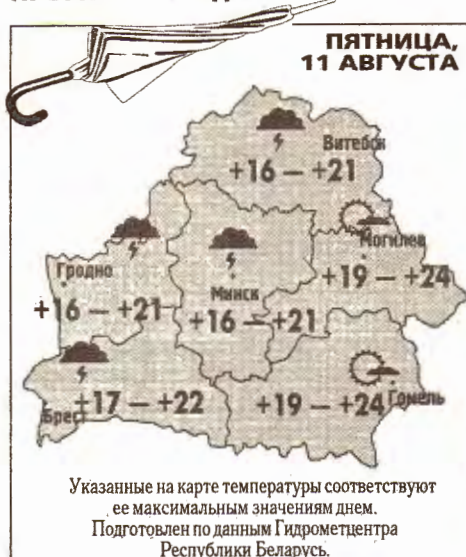 ПЯТНИЦА,
11 АВГУСТА
Витебск
+16 – +21
Могилев
+19 – +24
Гродно
+16 – +21
Минск
+16 – +21
Брест
+17 – +22
Гомель
+19 – +24
Указанные на карте температуры соответствуют
ее максимальным значениям днем.
Подготовлен по данным Гидрометцентра
Республики Беларусь.